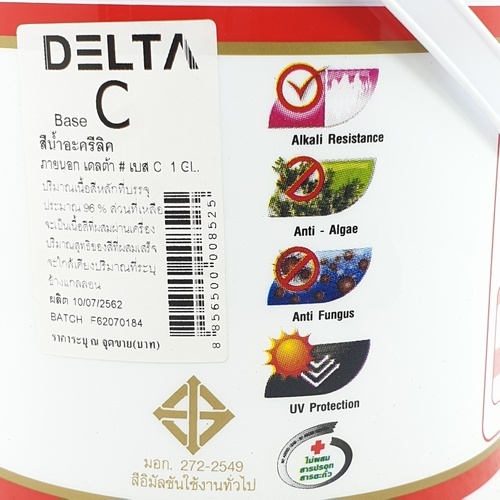 DELTA
Base C
สีน้ำอะครีลิค
ภายนอก เดลต้า # เบส C 1 GL.
ปริมาณเนื้อสีหลักที่บรรจุ
ประมาณ 96 % ส่วนที่เหลือ
จะเป็นเนื้อสีที่ผสมผ่านเครื่อง
ปริมาณสุทธิของสีที่ผสมเสร็จ
จะใกล้เคียงปริมาณที่ระบุ
ข้างแกลลอน
ผลิต 10/07/2562
BATCH F62070184
ราคาระบุ ณ จุดขาย(บาท)
8 856500 008525
Alkali Resistance
Anti - Algae
Anti Fungus
UV Protection
ไม่ผสม
สารปรอท
สารตะกั่ว
มอก. 272-2549
สีอิมัลชันใช้งานทั่วไป